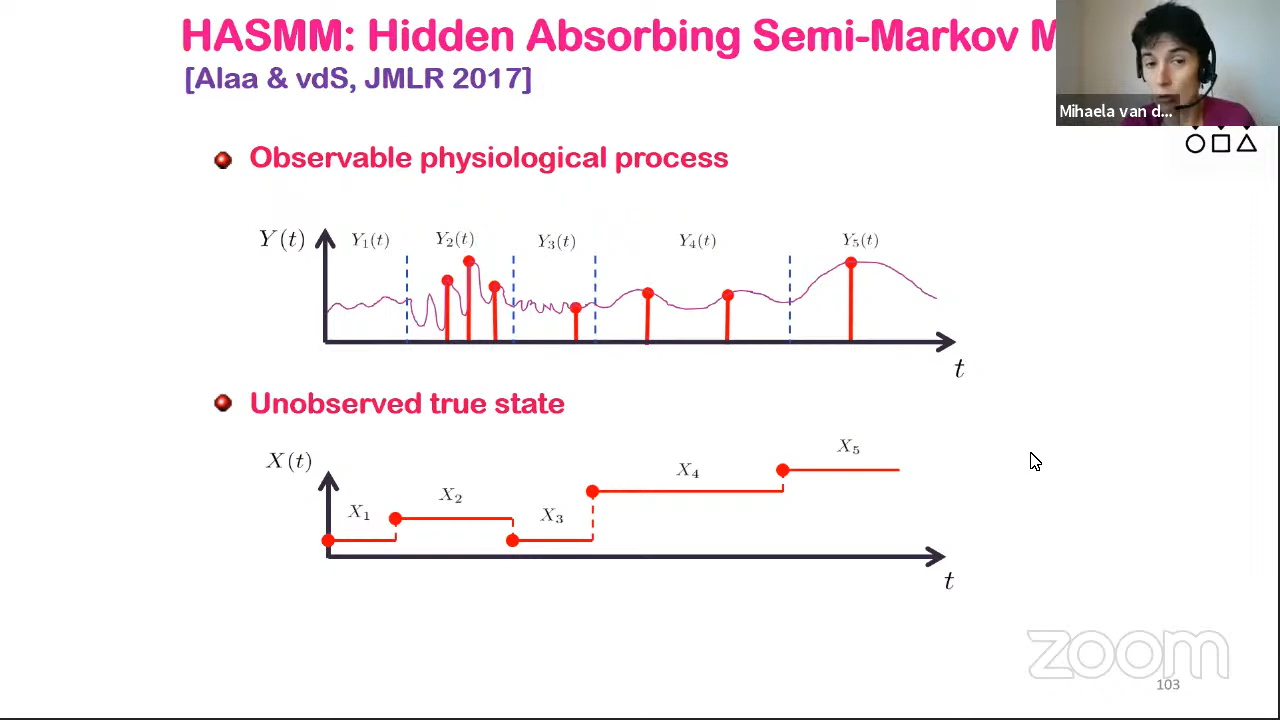 HASMM: Hidden Absorbing Semi-Markov M
[Alaa & vdS, JMLR 2017]
Mihaela van d...
Observable physiological process
Y(t)
Y₁(t) Y₂(t) Y₃(t) Y₄(t) Y₅(t)
t
Unobserved true state
X(t)
X₁ X₂ X₃ X₄ X₅
t
zoom
103